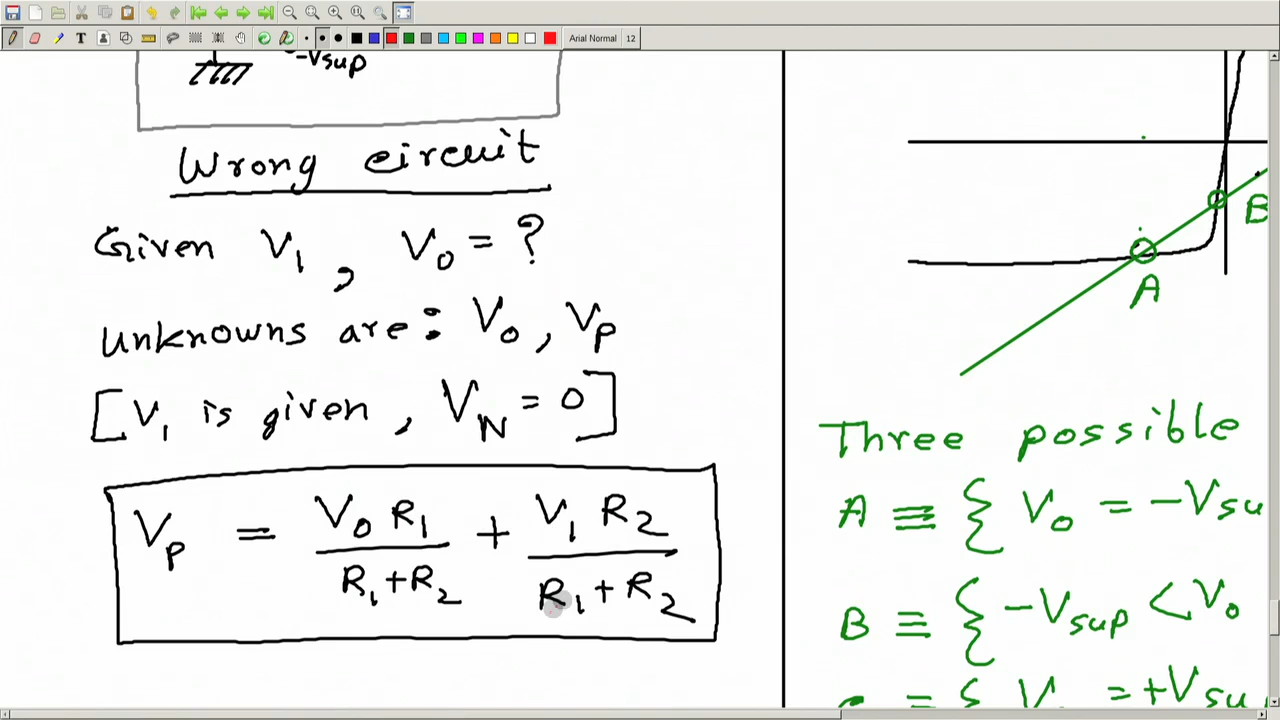 Arial Normal 12
-Vsup
Wrong circuit
Given V1, V0 = ?
unknowns are: V0, Vp
[V1 is given, VN = 0]
Vp = V0 R1 / R1+R2 + V1 R2 / R1+R2
B
A
Three possible
A ≡ { V0 = -Vsu
B ≡ { -Vsup < V0
= { V = +Vsu